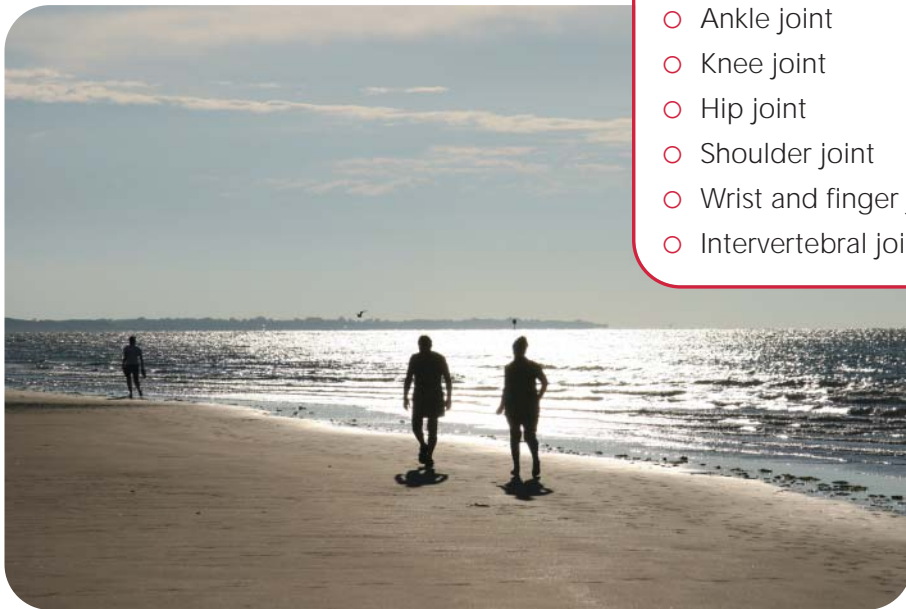 Ankle joint
Knee joint
Hip joint
Shoulder joint
Wrist and finger
Intervertebral